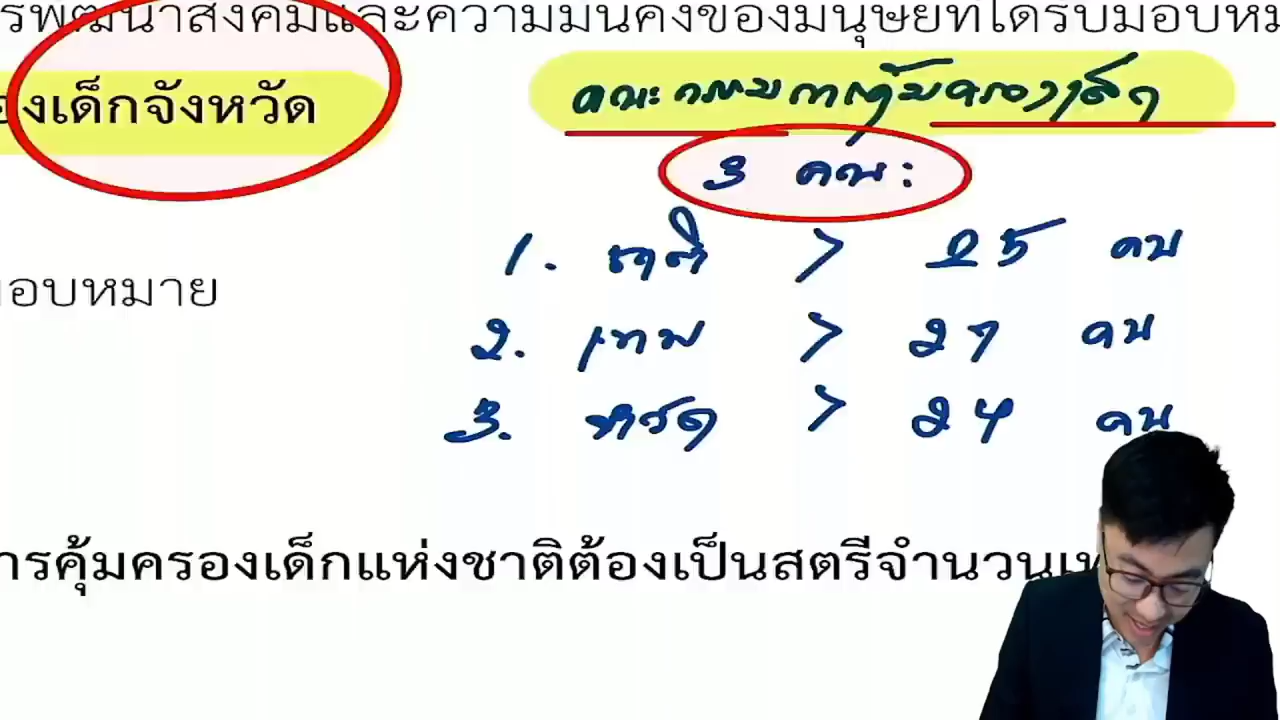 รพัฒนาสังคมและความมั่นคงของมนุษย์ที่ได้รับมอบหม
องเด็กจังหวัด
คณะกรรมการคุ้มครองเด็ก
3 คณะ:
1. ชาติ > 25 คน
2. เทพ > 27 คน
3. หวัด > 24 คน
มอบหมาย
ารคุ้มครองเด็กแห่งชาติต้องเป็นสตรีจำนวน